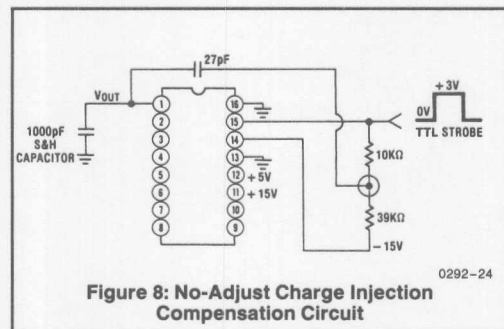 27pF
VOUT
+3V
0V
TTL STROBE
1000pF
S&H
CAPACITOR
1
2
3
4
5
6
7
8
16
15
14
13
12
11
10
9
+5V
+15V
10KΩ
39KΩ
-15V
0292-24
Figure 8: No-Adjust Charge Injection
Compensation Circuit